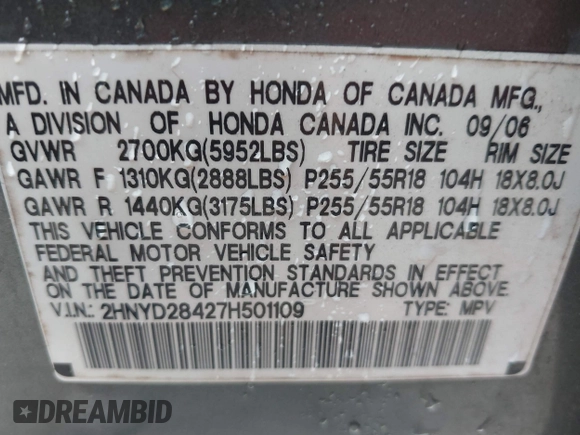 MFD. IN CANADA BY HONDA OF CANADA MFG.,
A DIVISION OF HONDA CANADA INC. 09/06
GVWR 2700KG(5952LBS) TIRE SIZE RIM SIZE
GAWR F 1310KG(2888LBS) P255/55R18 104H 18X8.0J
GAWR R 1440KG(3175LBS) P255/55R18 104H 18X8.0J
THIS VEHICLE CONFORMS TO ALL APPLICABLE
FEDERAL MOTOR VEHICLE SAFETY
AND THEFT PREVENTION STANDARDS IN EFFECT
ON THE DATE OF MANUFACTURE SHOWN ABOVE.
V.I.N.: 2HNYD28427H501109 TYPE: MPV
DREAMBID